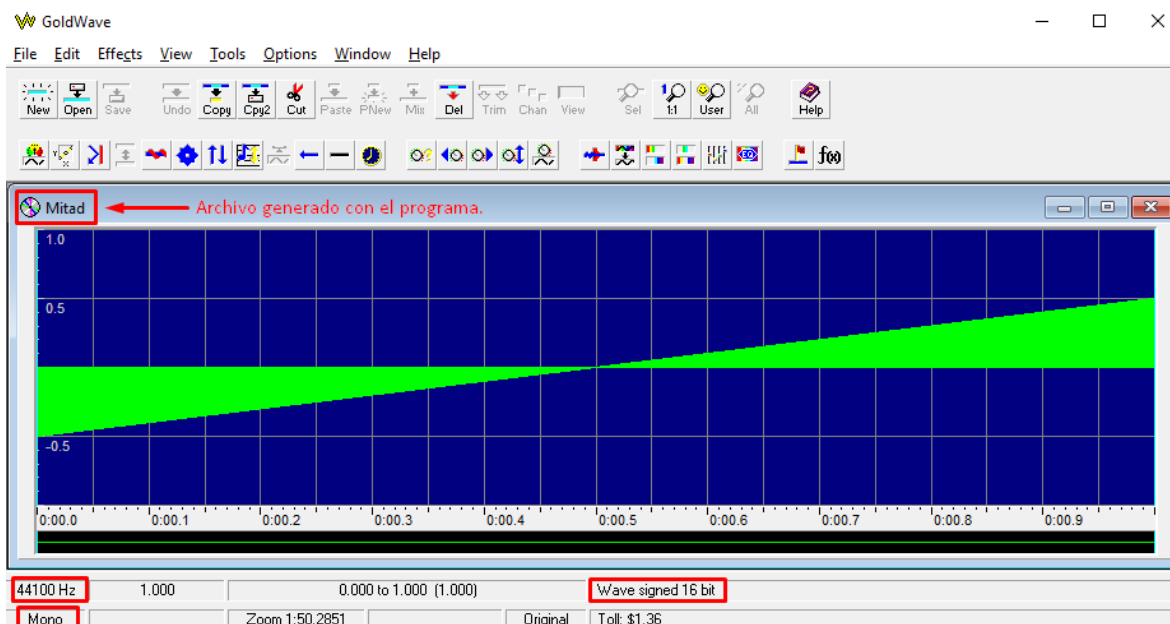 GoldWave
File Edit Effects View Tools Options Window Help
New Open Save Undo Copy Cpy2 Cut Paste PNew Mix Del Trim Chan View Sel 1:1 User All Help
f(x)
Mitad Archivo generado con el programa.
1.0
0.5
-0.5
0:00.0 0:00.1 0:00.2 0:00.3 0:00.4 0:00.5 0:00.6 0:00.7 0:00.8 0:00.9
44100 Hz 1.000 0.000 to 1.000 (1.000) Wave signed 16 bit
Mono Zoom 1:50.2851 Original Toll: $1.36